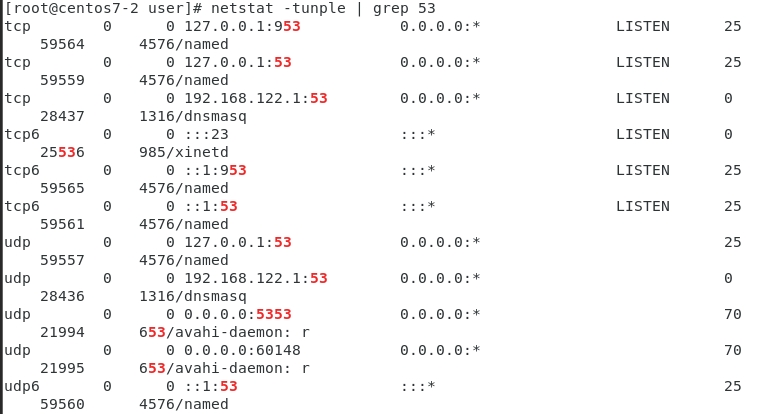 [root@centos7-2 user]# netstat -tunple | grep 53
tcp        0      0 127.0.0.1:953           0.0.0.0:*               LISTEN      25
    59564      4576/named
tcp        0      0 127.0.0.1:53            0.0.0.0:*               LISTEN      25
    59559      4576/named
tcp        0      0 192.168.122.1:53        0.0.0.0:*               LISTEN      0
    28437      1316/dnsmasq
tcp6       0      0 :::23                   :::*                    LISTEN      0
    25536      985/xinetd
tcp6       0      0 ::1:953                 :::*                    LISTEN      25
    59565      4576/named
tcp6       0      0 ::1:53                  :::*                    LISTEN      25
    59561      4576/named
udp        0      0 127.0.0.1:53            0.0.0.0:*                           25
    59557      4576/named
udp        0      0 192.168.122.1:53        0.0.0.0:*                           0
    28436      1316/dnsmasq
udp        0      0 0.0.0.0:5353            0.0.0.0:*                           70
    21994      653/avahi-daemon: r
udp        0      0 0.0.0.0:60148           0.0.0.0:*                           70
    21995      653/avahi-daemon: r
udp6       0      0 ::1:53                  :::*                                25
    59560      4576/named